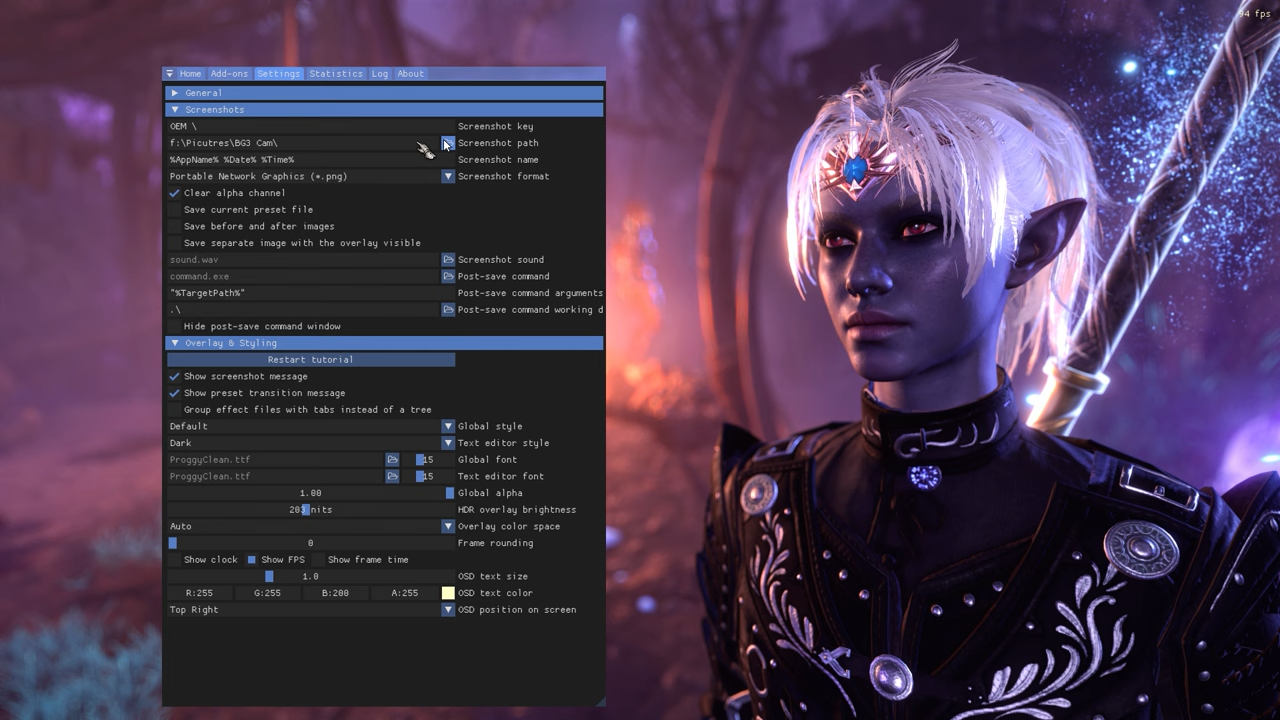 94 fps
Home Add-ons Settings Statistics Log About
General
Screenshots
OEM \ Screenshot key
f:\Picutres\BG3 Cam\ Screenshot path
%AppName% %Date% %Time% Screenshot name
Portable Network Graphics (*.png) Screenshot format
Clear alpha channel
Save current preset file
Save before and after images
Save separate image with the overlay visible
sound.wav Screenshot sound
command.exe Post-save command
"%TargetPath%" Post-save command arguments
.\ Post-save command working d
Hide post-save command window
Overlay & Styling
Restart tutorial
Show screenshot message
Show preset transition message
Group effect files with tabs instead of a tree
Default Global style
Dark Text editor style
ProggyClean.ttf 15 Global font
ProggyClean.ttf 15 Text editor font
1.00 Global alpha
203 nits HDR overlay brightness
Auto Overlay color space
0 Frame rounding
Show clock Show FPS Show frame time
1.0 OSD text size
R:255 G:255 B:200 A:255 OSD text color
Top Right OSD position on screen